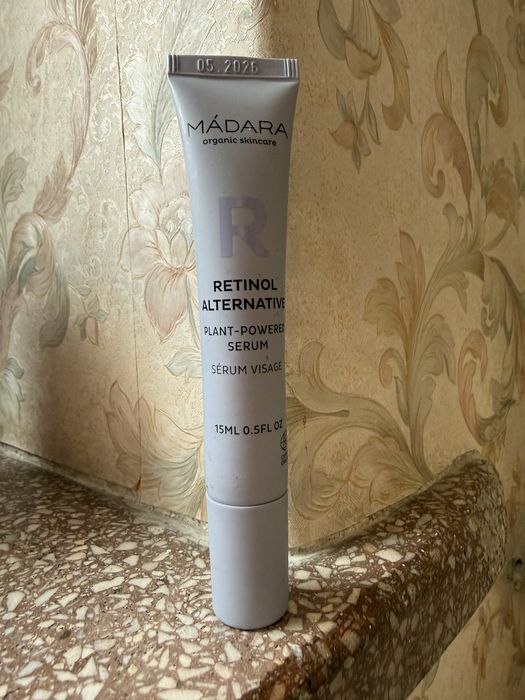 05.2026
MÁDARA
organic skincare
R
RETINOL
ALTERNATIVE
PLANT-POWERED
SERUM
SÉRUM VISAGE
15ML 0.5FL OZ